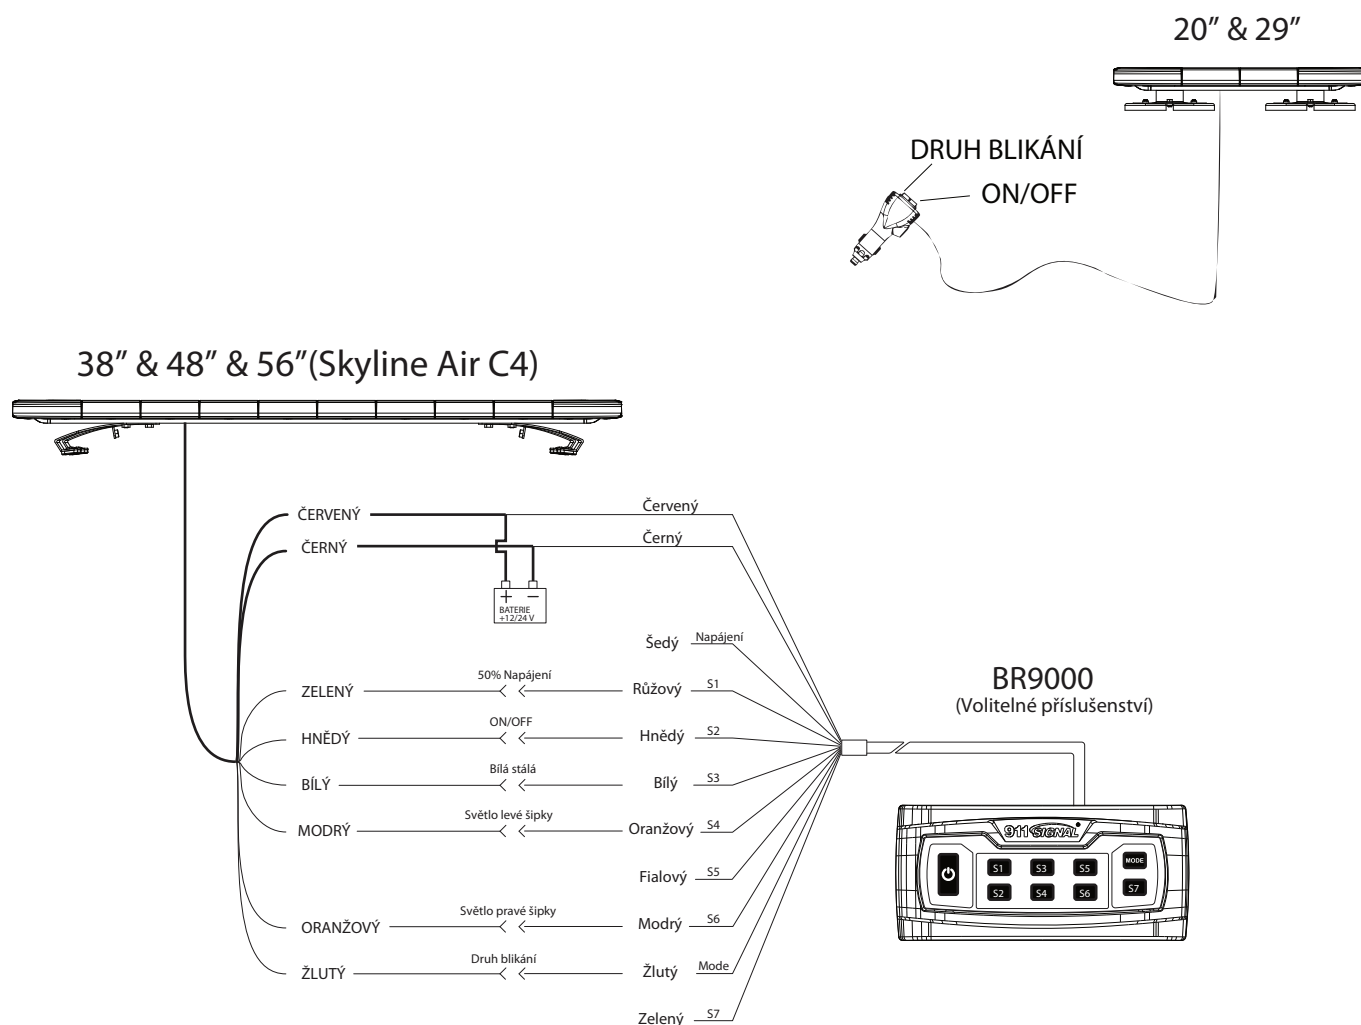 20” & 29”
DRUH BLIKÁNÍ
ON/OFF
38” & 48” & 56”(Skyline Air C4)
ČERVENÝ
Červený
ČERNÝ
Černý
+ −
BATERIE
+12/24 V
Šedý Napájení
ZELENÝ 50% Napájení Růžový S1
HNĚDÝ ON/OFF Hnědý S2
BÍLÝ Bílá stálá Bílý S3
MODRÝ Světlo levé šipky Oranžový S4
Fialový S5
ORANŽOVÝ Světlo pravé šipky Modrý S6
ŽLUTÝ Druh blikání Žlutý Mode
Zelený S7
BR9000
(Volitelné příslušenství)
911 SIGNAL
S1 S3 S5 MODE
S2 S4 S6 S7